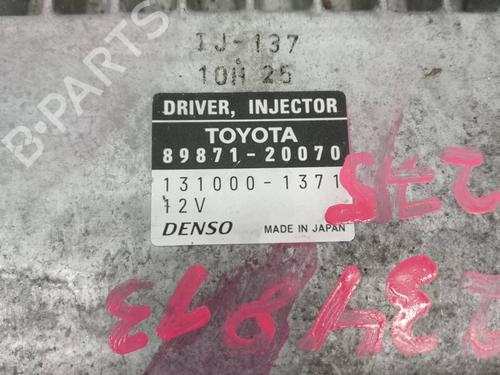 IJ-137
10H 25
DRIVER, INJECTOR
TOYOTA
89871-20070
131000-1371
12V
DENSO MADE IN JAPAN
B-PARTS